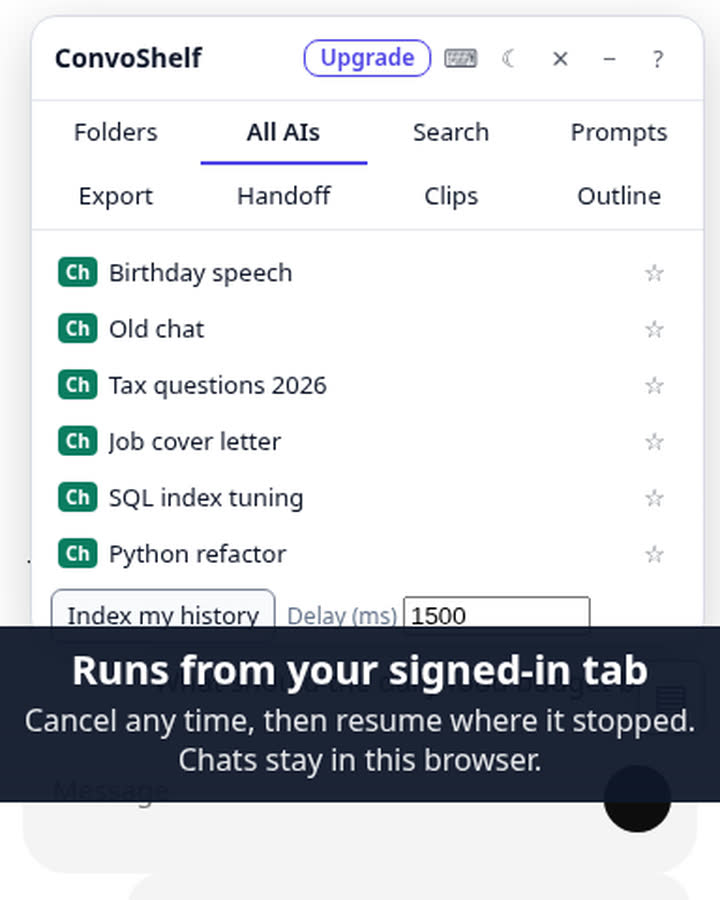 ConvoShelf Upgrade ?
Folders All AIs Search Prompts
Export Handoff Clips Outline
Ch Birthday speech
Ch Old chat
Ch Tax questions 2026
Ch Job cover letter
Ch SQL index tuning
Ch Python refactor
Index my history Delay (ms) 1500
Runs from your signed-in tab
Cancel any time, then resume where it stopped.
Chats stay in this browser.
Message